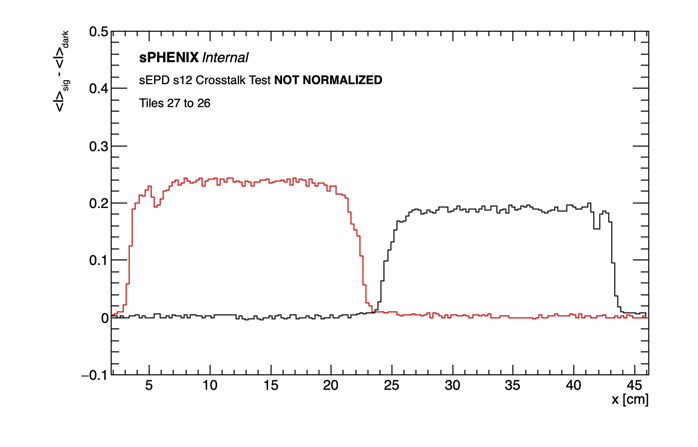 <I>sig - <I>dark
sPHENIX Internal
sEPD s12 Crosstalk Test NOT NORMALIZED
Tiles 27 to 26
0.5
0.4
0.3
0.2
0.1
0
−0.1
5 10 15 20 25 30 35 40 45
x [cm]